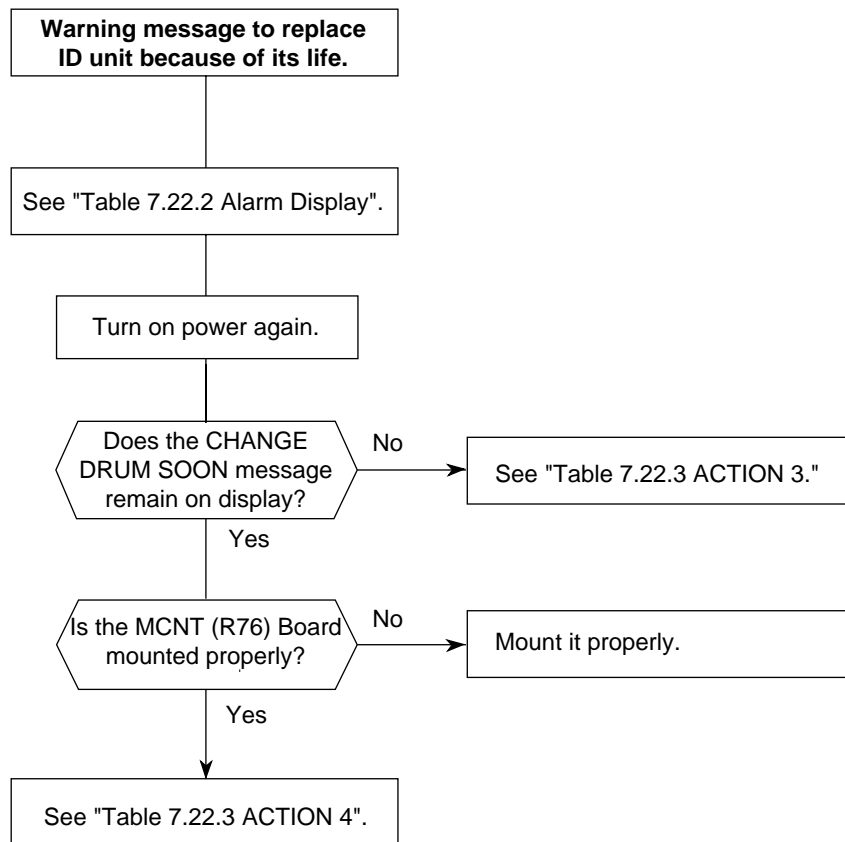 Warning message to replace
ID unit because of its life.
See "Table 7.22.2 Alarm Display".
Turn on power again.
Does the CHANGE
DRUM SOON message
remain on display?
No
See "Table 7.22.3 ACTION 3."
Yes
Is the MCNT (R76) Board
mounted properly?
No
Mount it properly.
Yes
See "Table 7.22.3 ACTION 4".